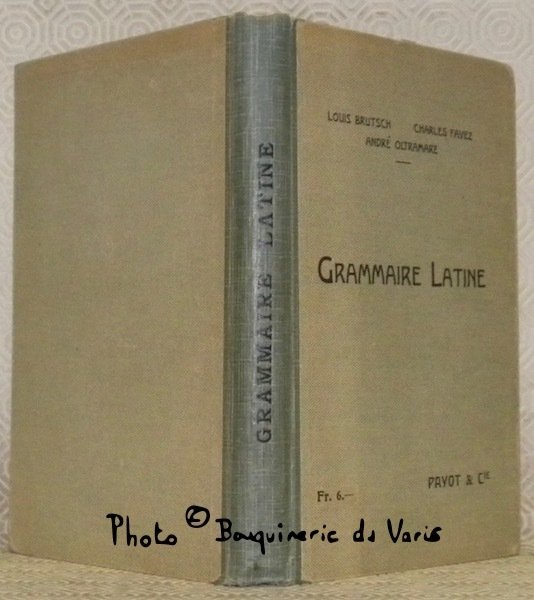 GRAMMAIRE LATINE
LOUIS BRUTSCH CHARLES FAVEZ
ANDRÉ OLTRAMARE
GRAMMAIRE LATINE
Fr. 6.—
PAYOT & CIE
Photo © Bouquinerie du Varis